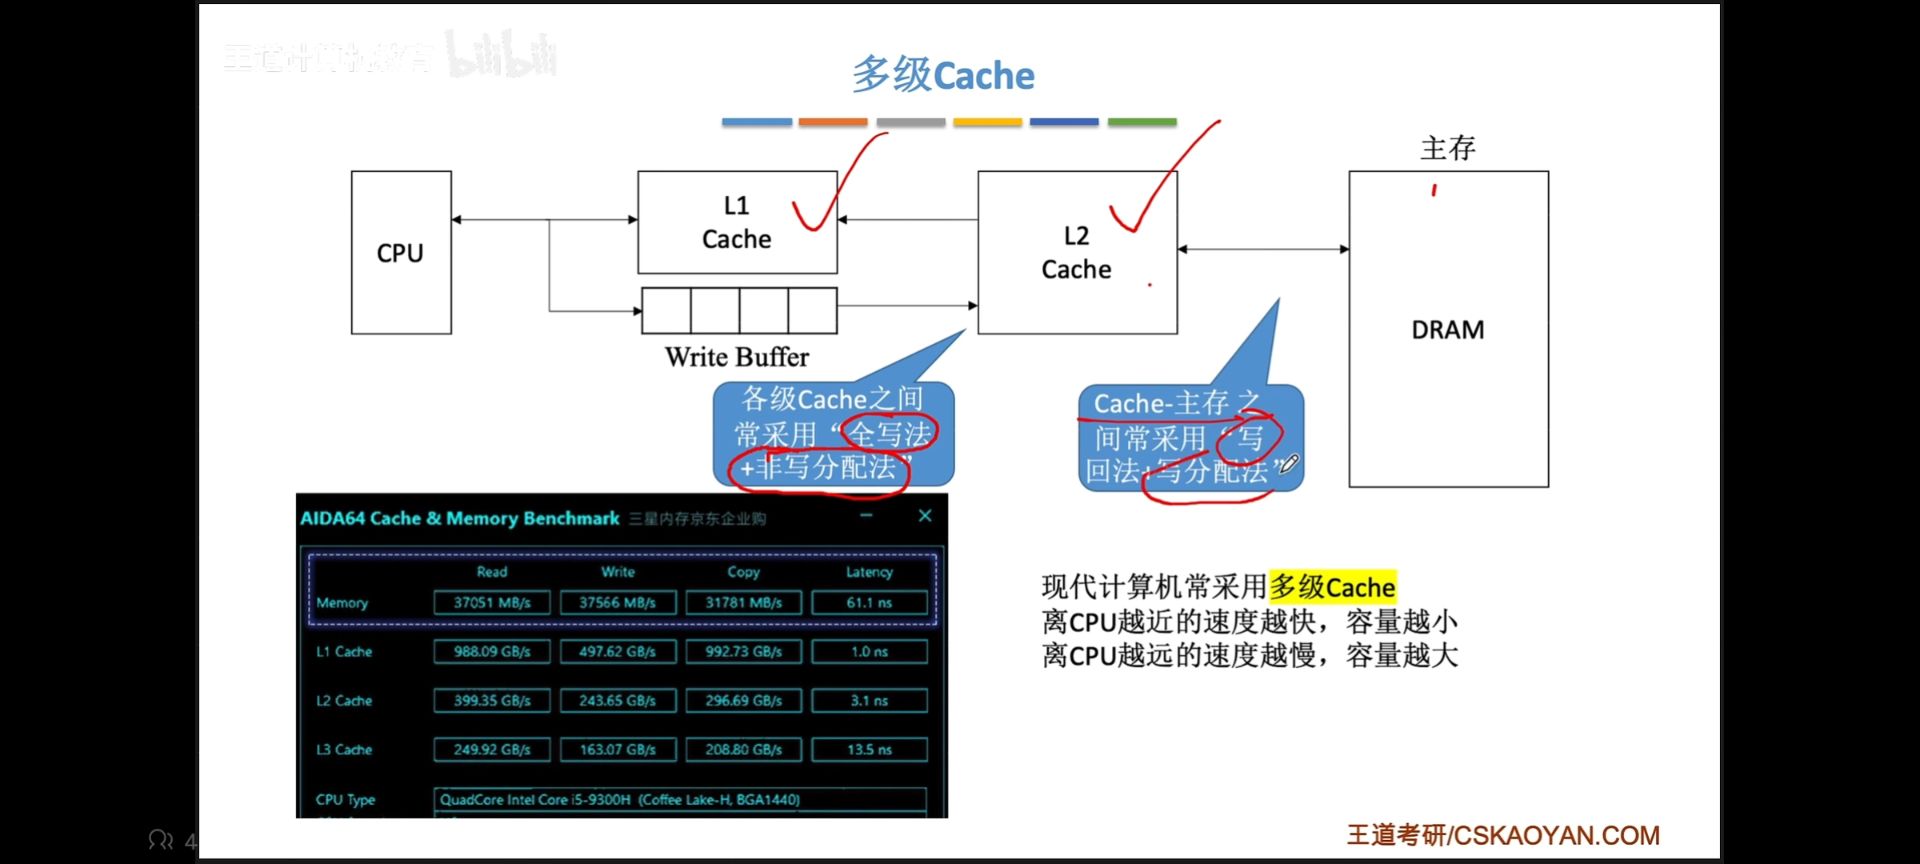 王道计算机教育 bilibili
多级Cache
主存
CPU
L1
Cache
L2
Cache
DRAM
Write Buffer
各级Cache之间
常采用“全写法
+非写分配法”
Cache-主存 之
间常采用“写
回法+写分配法”
AIDA64 Cache & Memory Benchmark 三星内存京东企业购
Read Write Copy Latency
Memory 37051 MB/s 37566 MB/s 31781 MB/s 61.1 ns
L1 Cache 988.09 GB/s 497.62 GB/s 992.73 GB/s 1.0 ns
L2 Cache 399.35 GB/s 243.65 GB/s 296.69 GB/s 3.1 ns
L3 Cache 249.92 GB/s 163.07 GB/s 208.80 GB/s 13.5 ns
CPU Type QuadCore Intel Core i5-9300H (Coffee Lake-H, BGA1440)
现代计算机常采用多级Cache
离CPU越近的速度越快，容量越小
离CPU越远的速度越慢，容量越大
王道考研/CSKAOYAN.COM
4